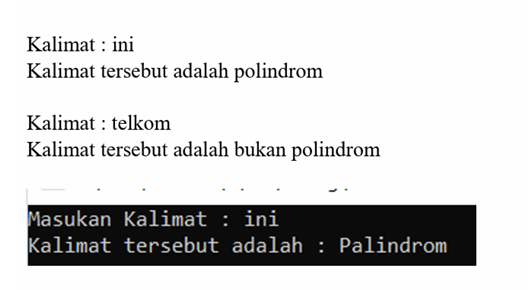 Kalimat : ini
Kalimat tersebut adalah polindrom
Kalimat : telkom
Kalimat tersebut adalah bukan polindrom
Masukan Kalimat : ini
Kalimat tersebut adalah : Palindrom